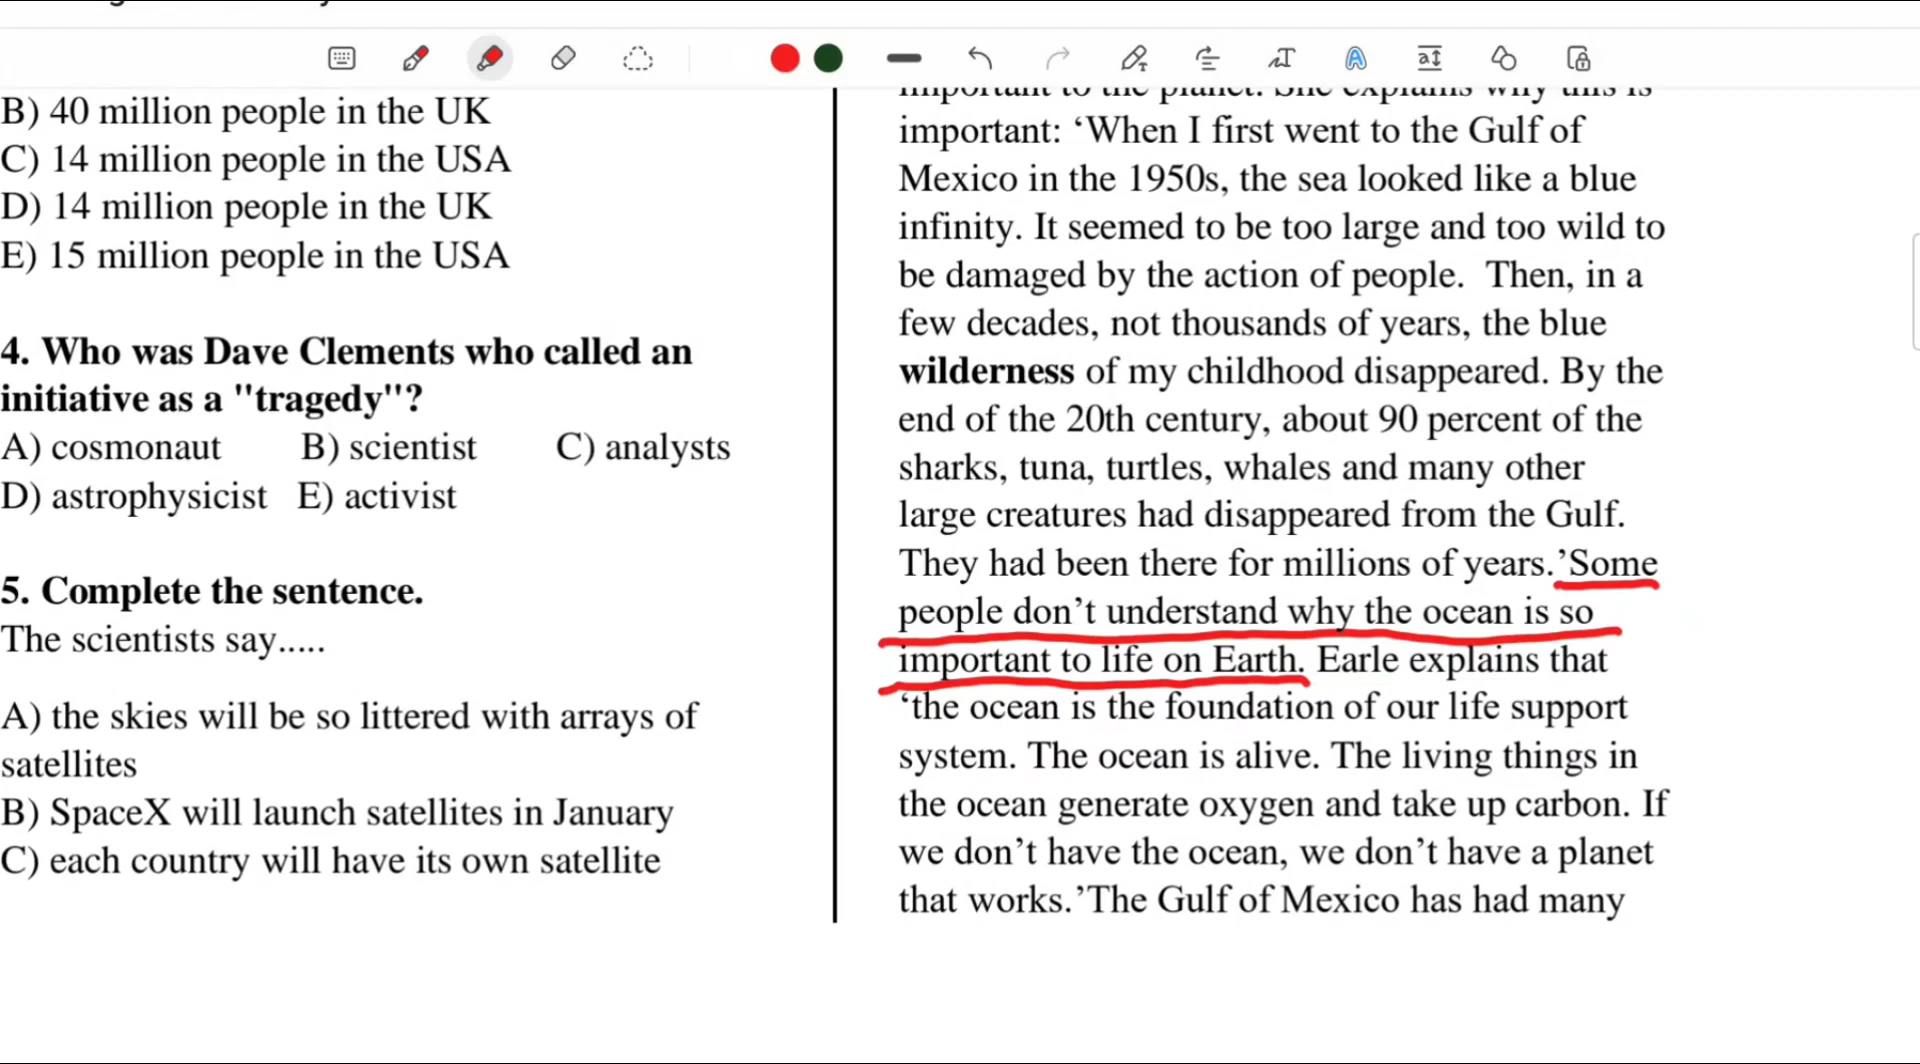 B) 40 million people in the UK
C) 14 million people in the USA
D) 14 million people in the UK
E) 15 million people in the USA
4. Who was Dave Clements who called an
initiative as a "tragedy"?
A) cosmonaut B) scientist C) analysts
D) astrophysicist E) activist
5. Complete the sentence.
The scientists say.....
A) the skies will be so littered with arrays of
satellites
B) SpaceX will launch satellites in January
C) each country will have its own satellite
important to the planet. She explains why this is
important: ‘When I first went to the Gulf of
Mexico in the 1950s, the sea looked like a blue
infinity. It seemed to be too large and too wild to
be damaged by the action of people. Then, in a
few decades, not thousands of years, the blue
wilderness of my childhood disappeared. By the
end of the 20th century, about 90 percent of the
sharks, tuna, turtles, whales and many other
large creatures had disappeared from the Gulf.
They had been there for millions of years.’Some
people don’t understand why the ocean is so
important to life on Earth. Earle explains that
‘the ocean is the foundation of our life support
system. The ocean is alive. The living things in
the ocean generate oxygen and take up carbon. If
we don’t have the ocean, we don’t have a planet
that works.’The Gulf of Mexico has had many